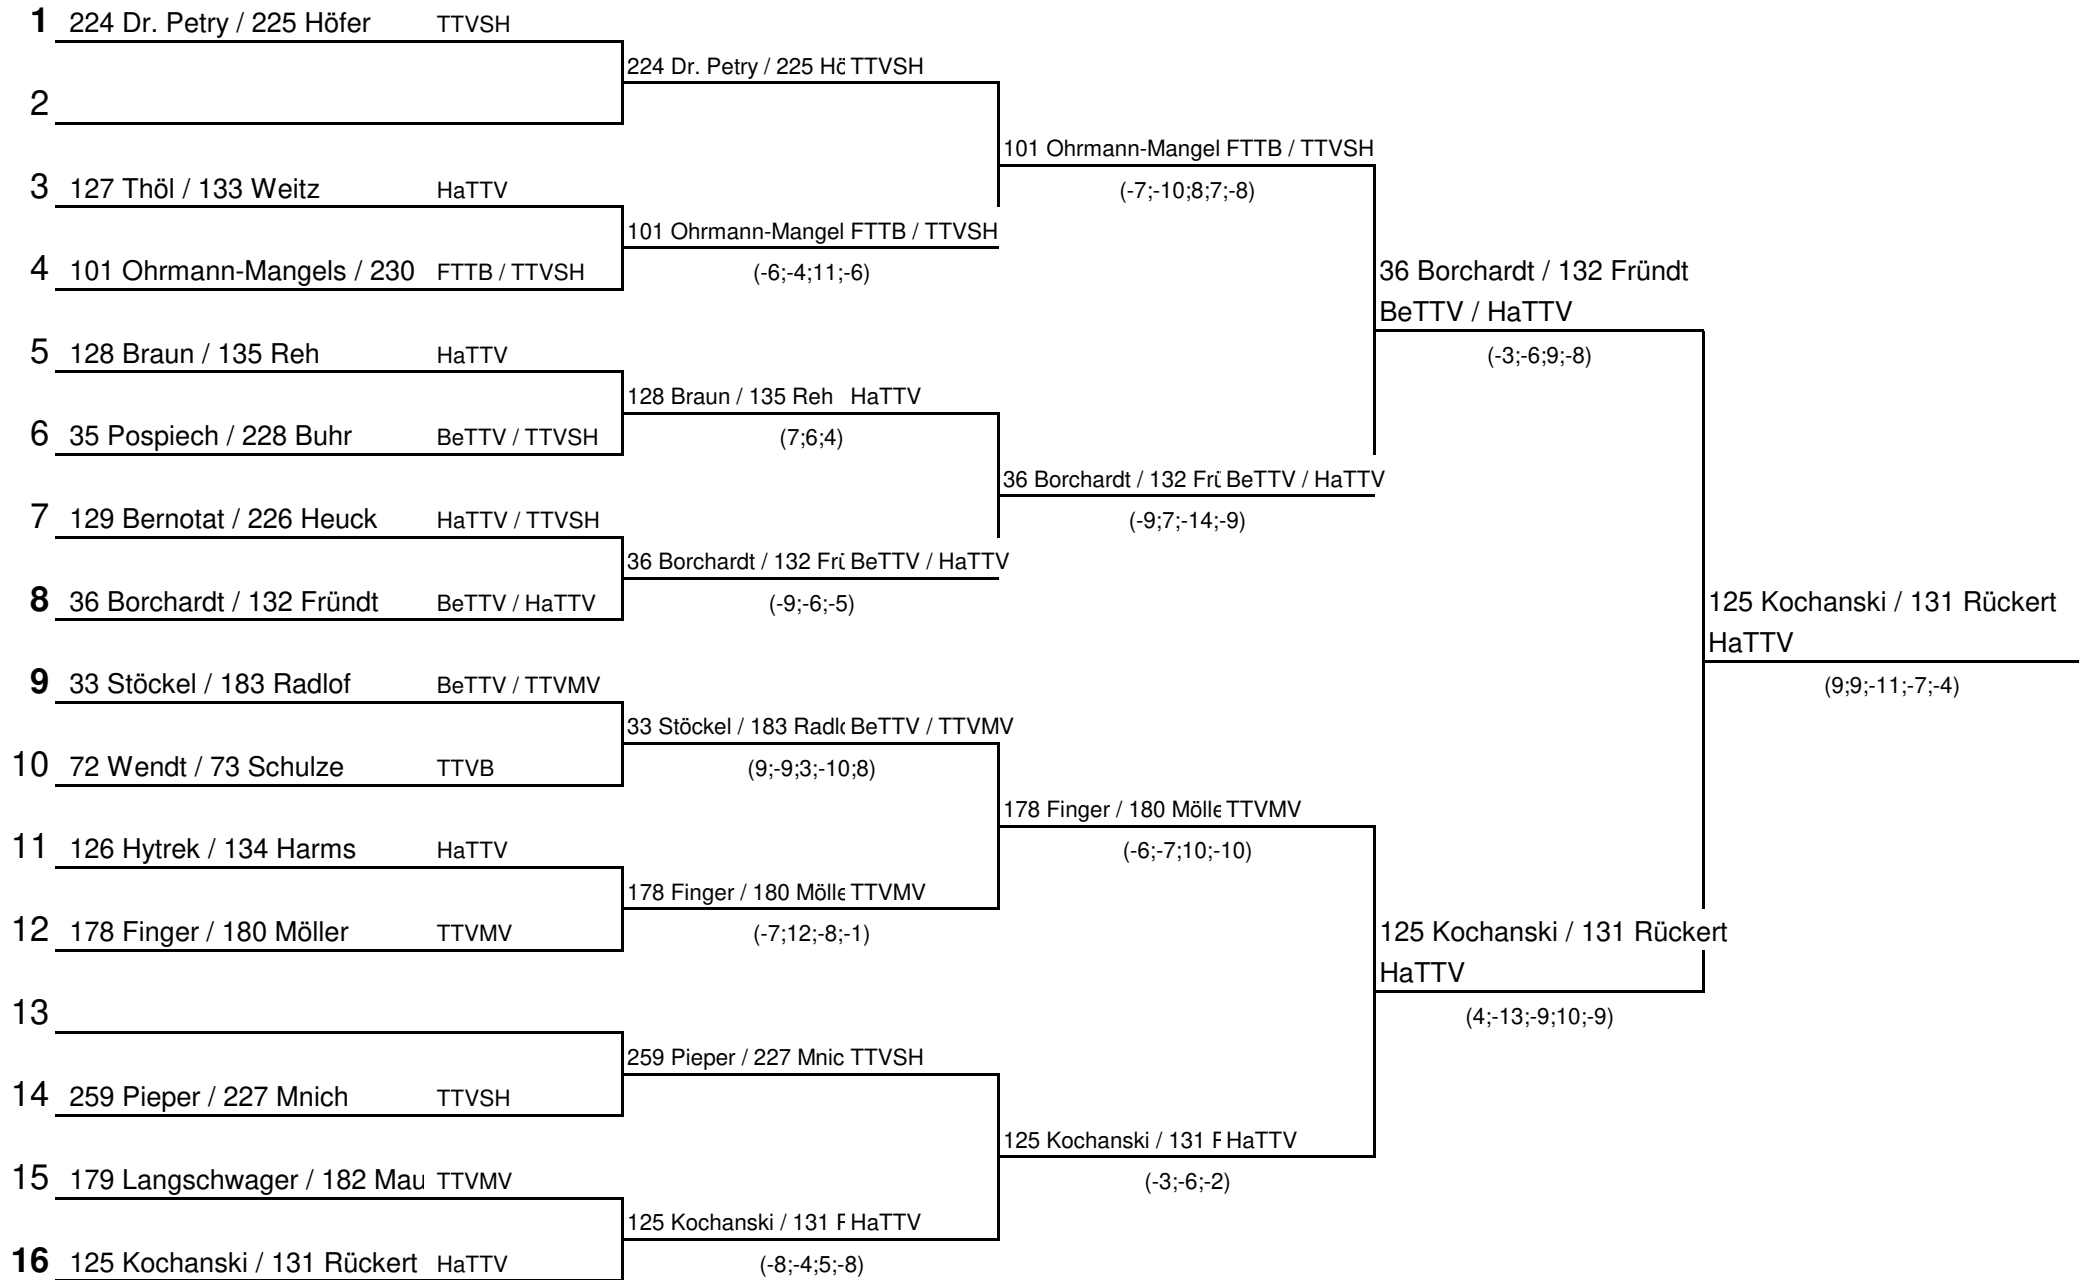 1 224 Dr. Petry / 225 Höfer TTVSH
224 Dr. Petry / 225 Hö TTVSH
2
101 Ohrmann-Mangel FTTB / TTVSH
3 127 Thöl / 133 Weitz HaTTV
(-7;-10;8;7;-8)
101 Ohrmann-Mangel FTTB / TTVSH
4 101 Ohrmann-Mangels / 230 FTTB / TTVSH
(-6;-4;11;-6)
36 Borchardt / 132 Fründt
BeTTV / HaTTV
5 128 Braun / 135 Reh HaTTV
(-3;-6;9;-8)
128 Braun / 135 Reh HaTTV
6 35 Pospiech / 228 Buhr BeTTV / TTVSH
(7;6;4)
36 Borchardt / 132 Frü BeTTV / HaTTV
7 129 Bernotat / 226 Heuck HaTTV / TTVSH
(-9;7;-14;-9)
36 Borchardt / 132 Frü BeTTV / HaTTV
8 36 Borchardt / 132 Fründt BeTTV / HaTTV
(-9;-6;-5)
125 Kochanski / 131 Rückert
HaTTV
9 33 Stöckel / 183 Radlof BeTTV / TTVMV
(9;9;-11;-7;-4)
33 Stöckel / 183 Radlo BeTTV / TTVMV
10 72 Wendt / 73 Schulze TTVB
(9;-9;3;-10;8)
178 Finger / 180 Mölle TTVMV
11 126 Hytrek / 134 Harms HaTTV
(-6;-7;10;-10)
178 Finger / 180 Mölle TTVMV
12 178 Finger / 180 Möller TTVMV
(-7;12;-8;-1)
125 Kochanski / 131 Rückert
HaTTV
13
(4;-13;-9;10;-9)
259 Pieper / 227 Mnic TTVSH
14 259 Pieper / 227 Mnich TTVSH
125 Kochanski / 131 R HaTTV
15 179 Langschwager / 182 Mau TTVMV
(-3;-6;-2)
125 Kochanski / 131 R HaTTV
16 125 Kochanski / 131 Rückert HaTTV
(-8;-4;5;-8)